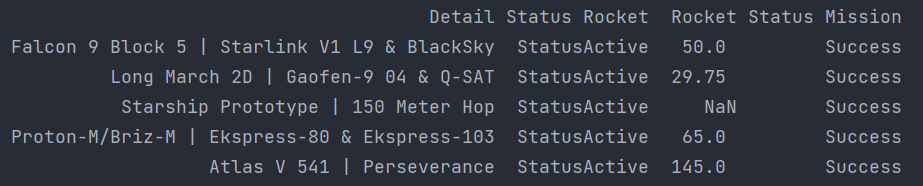 Detail Status Rocket Rocket Status Mission
Falcon 9 Block 5 | Starlink V1 L9 & BlackSky StatusActive 50.0 Success
Long March 2D | Gaofen-9 04 & Q-SAT StatusActive 29.75 Success
Starship Prototype | 150 Meter Hop StatusActive NaN Success
Proton-M/Briz-M | Ekspress-80 & Ekspress-103 StatusActive 65.0 Success
Atlas V 541 | Perseverance StatusActive 145.0 Success